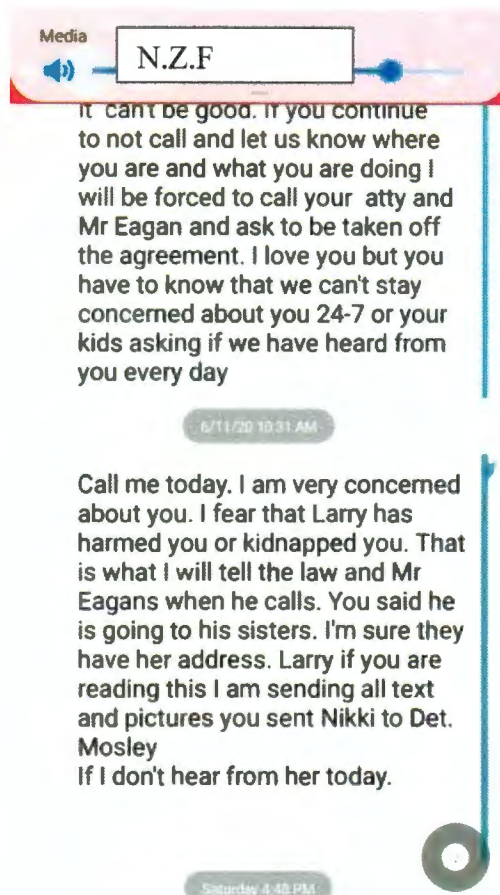 Media
N.Z.F
it can't be good. If you continue
to not call and let us know where
you are and what you are doing I
will be forced to call your atty and
Mr Eagan and ask to be taken off
the agreement. I love you but you
have to know that we can't stay
concerned about you 24-7 or your
kids asking if we have heard from
you every day
6/11/20 10:31 AM
Call me today. I am very concerned
about you. I fear that Larry has
harmed you or kidnapped you. That
is what I will tell the law and Mr
Eagans when he calls. You said he
is going to his sisters. I'm sure they
have her address. Larry if you are
reading this I am sending all text
and pictures you sent Nikki to Det.
Mosley
If I don't hear from her today.
Saturday 4:48 PM